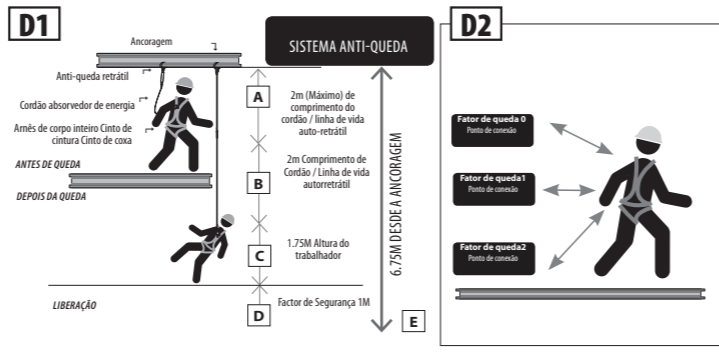 D1
Ancoragem
SISTEMA ANTI-QUEDA
Anti-queda retrátil
Cordão absorvedor de energia
Arnês de corpo inteiro Cinto de
cintura Cinto de coxa
ANTES DE QUEDA
DEPOIS DA QUEDA
LIBERAÇÃO
A
2m (Máximo) de
comprimento do
cordão / linha de vida
auto-retrátil
B
2m Comprimento de
Cordão / Linha de vida
autorretrátil
C
1.75M Altura do
trabalhador
D
Factor de Segurança 1M
6.75M DESDE A ANCORAGEM
E
D2
Fator de queda 0
Ponto de conexão
Fator de queda1
Ponto de conexão
Fator de queda2
Ponto de conexão